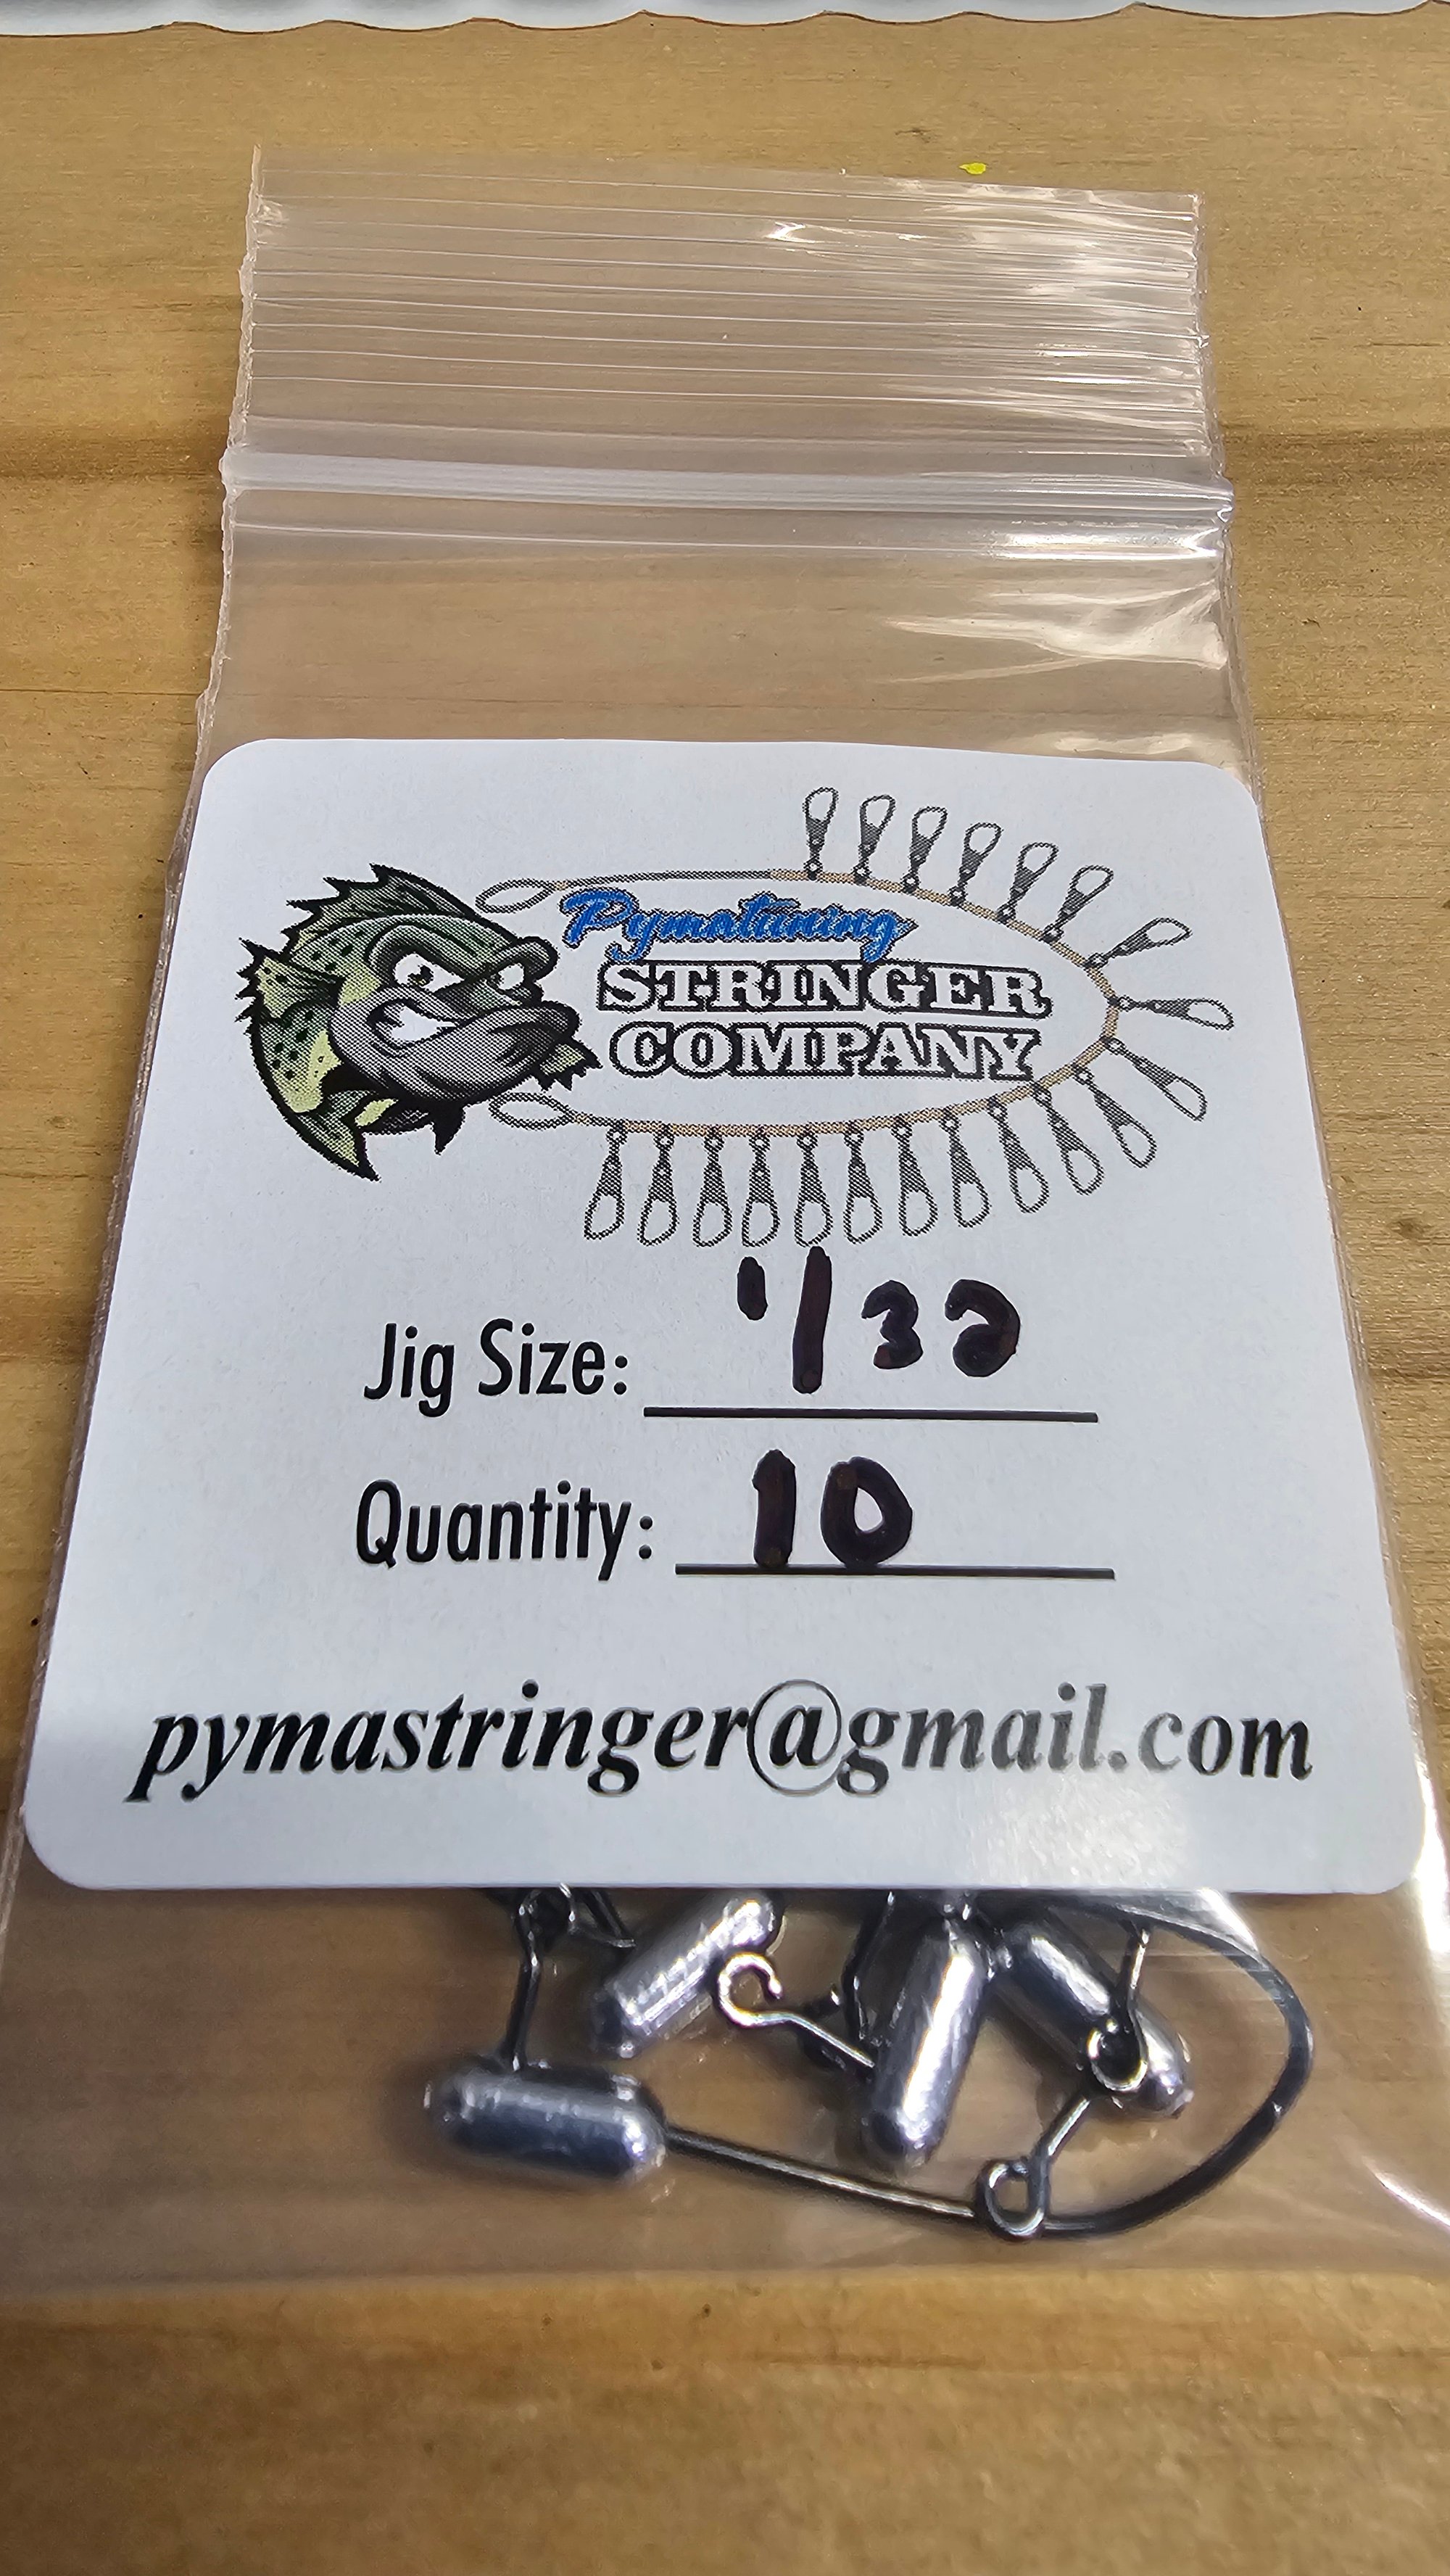 Pymatuning
STRINGER
COMPANY
Jig Size: 1/32
Quantity: 10
pymastringer@gmail.com